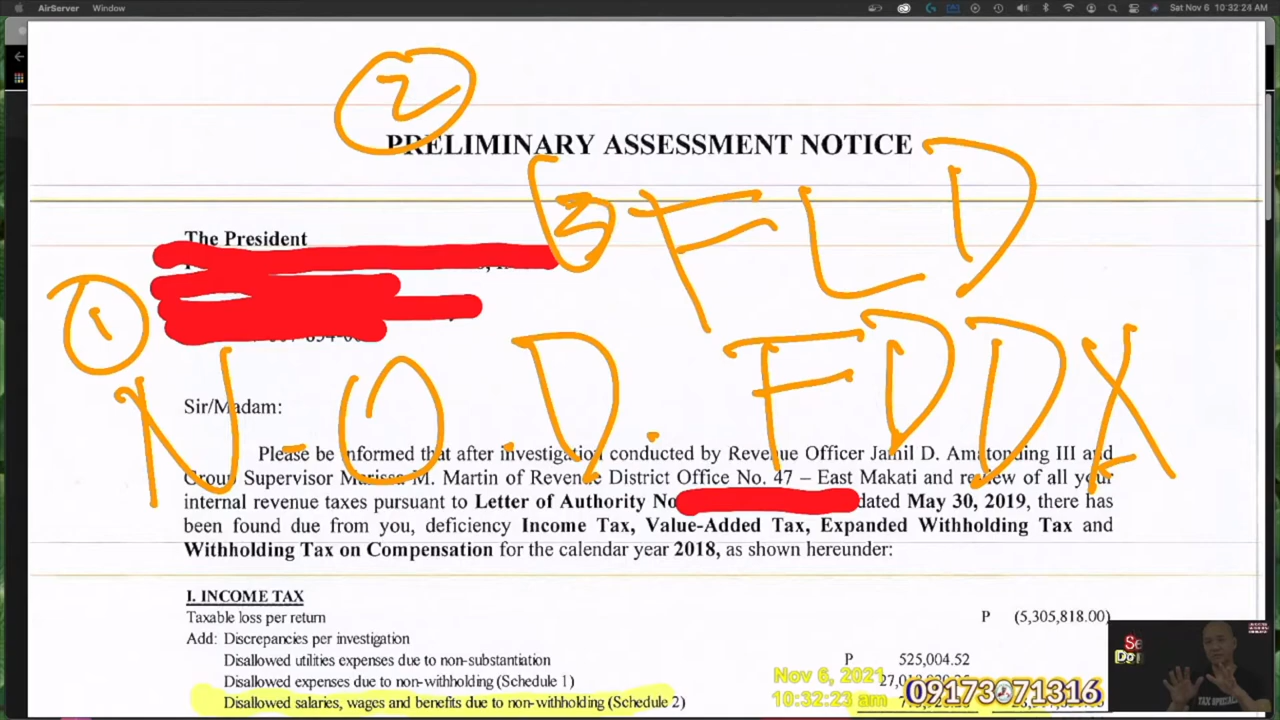 AirServer Window Sat Nov 6 10:32:24 AM
2
PRELIMINARY ASSESSMENT NOTICE
3 FLD
The President
1
N.O.D. FDDX
Sir/Madam:
Please be informed that after investigation conducted by Revenue Officer Jamil D. Amatonding III and
Group Supervisor Marissa M. Martin of Revenue District Office No. 47 – East Makati and review of all your
internal revenue taxes pursuant to Letter of Authority No dated May 30, 2019, there has
been found due from you, deficiency Income Tax, Value-Added Tax, Expanded Withholding Tax and
Withholding Tax on Compensation for the calendar year 2018, as shown hereunder:
I. INCOME TAX
Taxable loss per return P (5,305,818.00)
Add: Discrepancies per investigation
Disallowed utilities expenses due to non-substantiation P 525,004.52
Disallowed expenses due to non-withholding (Schedule 1)
Disallowed salaries, wages and benefits due to non-withholding (Schedule 2)
Nov 6, 2021
10:32:23 am
09173071316